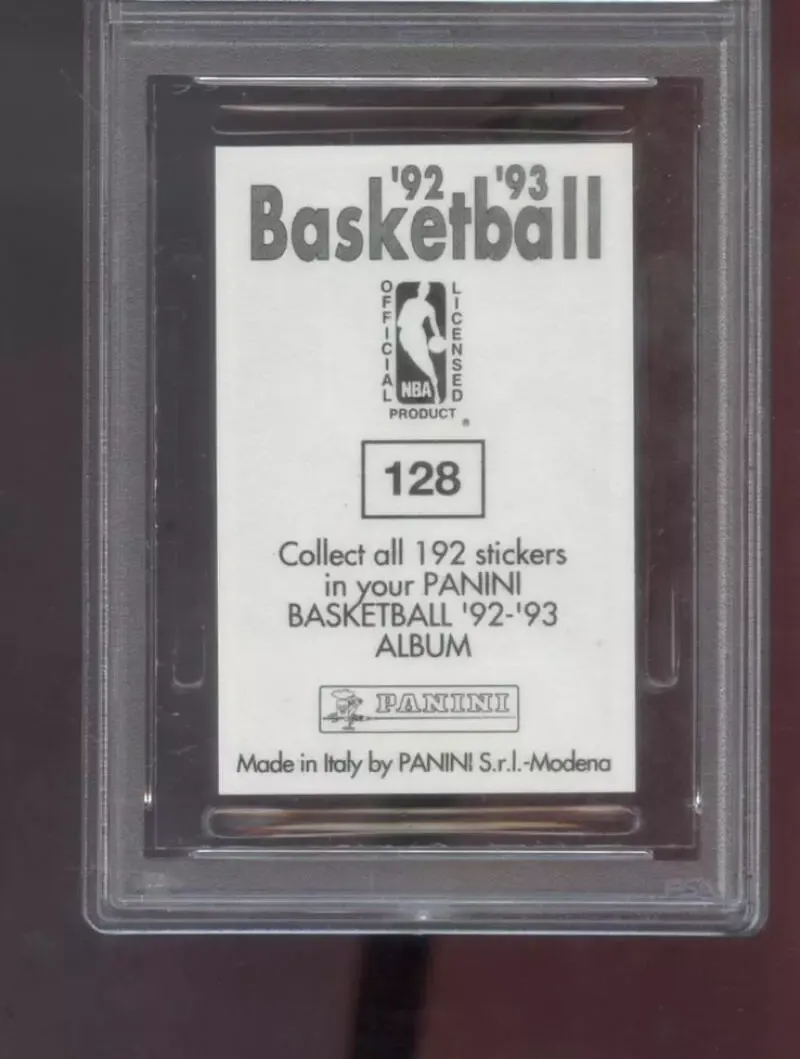 '92 '93
Basketball
OFFICIAL
LICENSED
NBA
PRODUCT
®
128
Collect all 192 stickers
in your PANINI
BASKETBALL '92-'93
ALBUM
PANINI
Made in Italy by PANINI S.r.l.-Modena
PSA